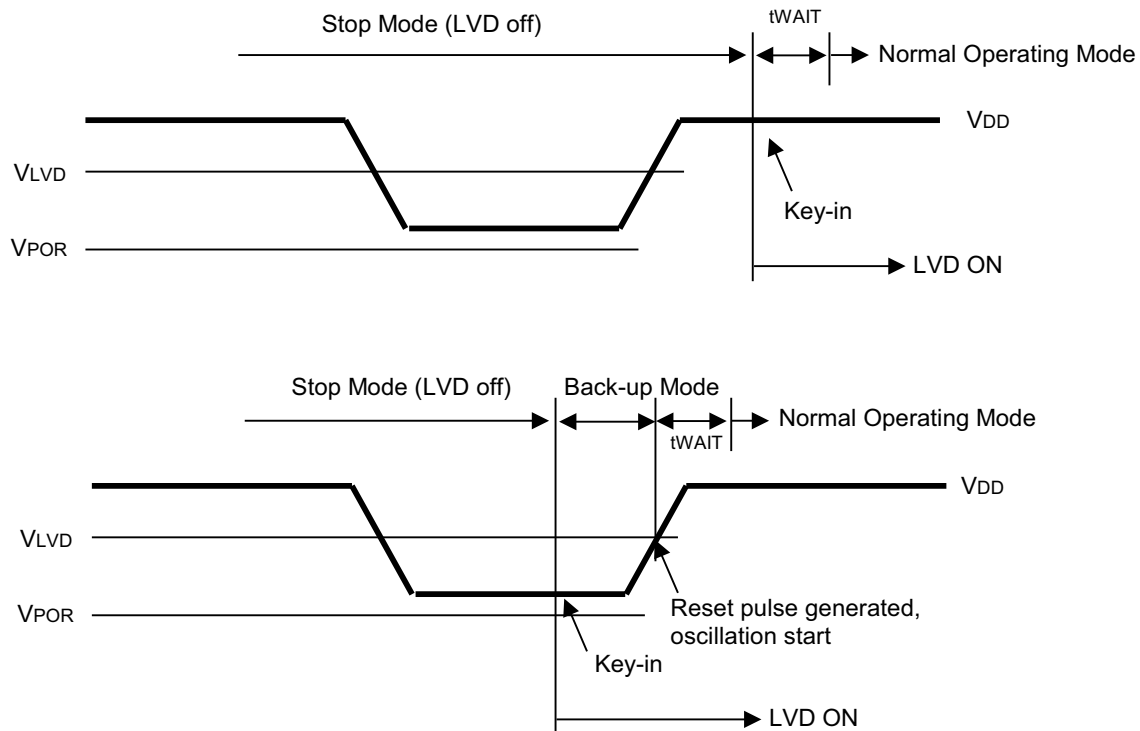 tWAIT
Stop Mode (LVD off)
Normal Operating Mode
VDD
VLVD
Key-in
VPOR
LVD ON
Stop Mode (LVD off)
Back-up Mode
Normal Operating Mode
tWAIT
VDD
VLVD
VPOR
Reset pulse generated,
oscillation start
Key-in
LVD ON